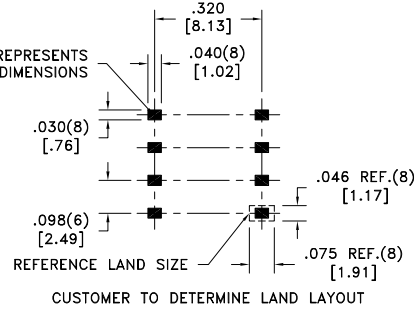 .320
[8.13]
REPRESENTS
DIMENSIONS
.040(8)
[1.02]
.030(8)
[.76]
.046 REF.(8)
[1.17]
.098(6)
[2.49]
REFERENCE LAND SIZE
.075 REF.(8)
[1.91]
CUSTOMER TO DETERMINE LAND LAYOUT